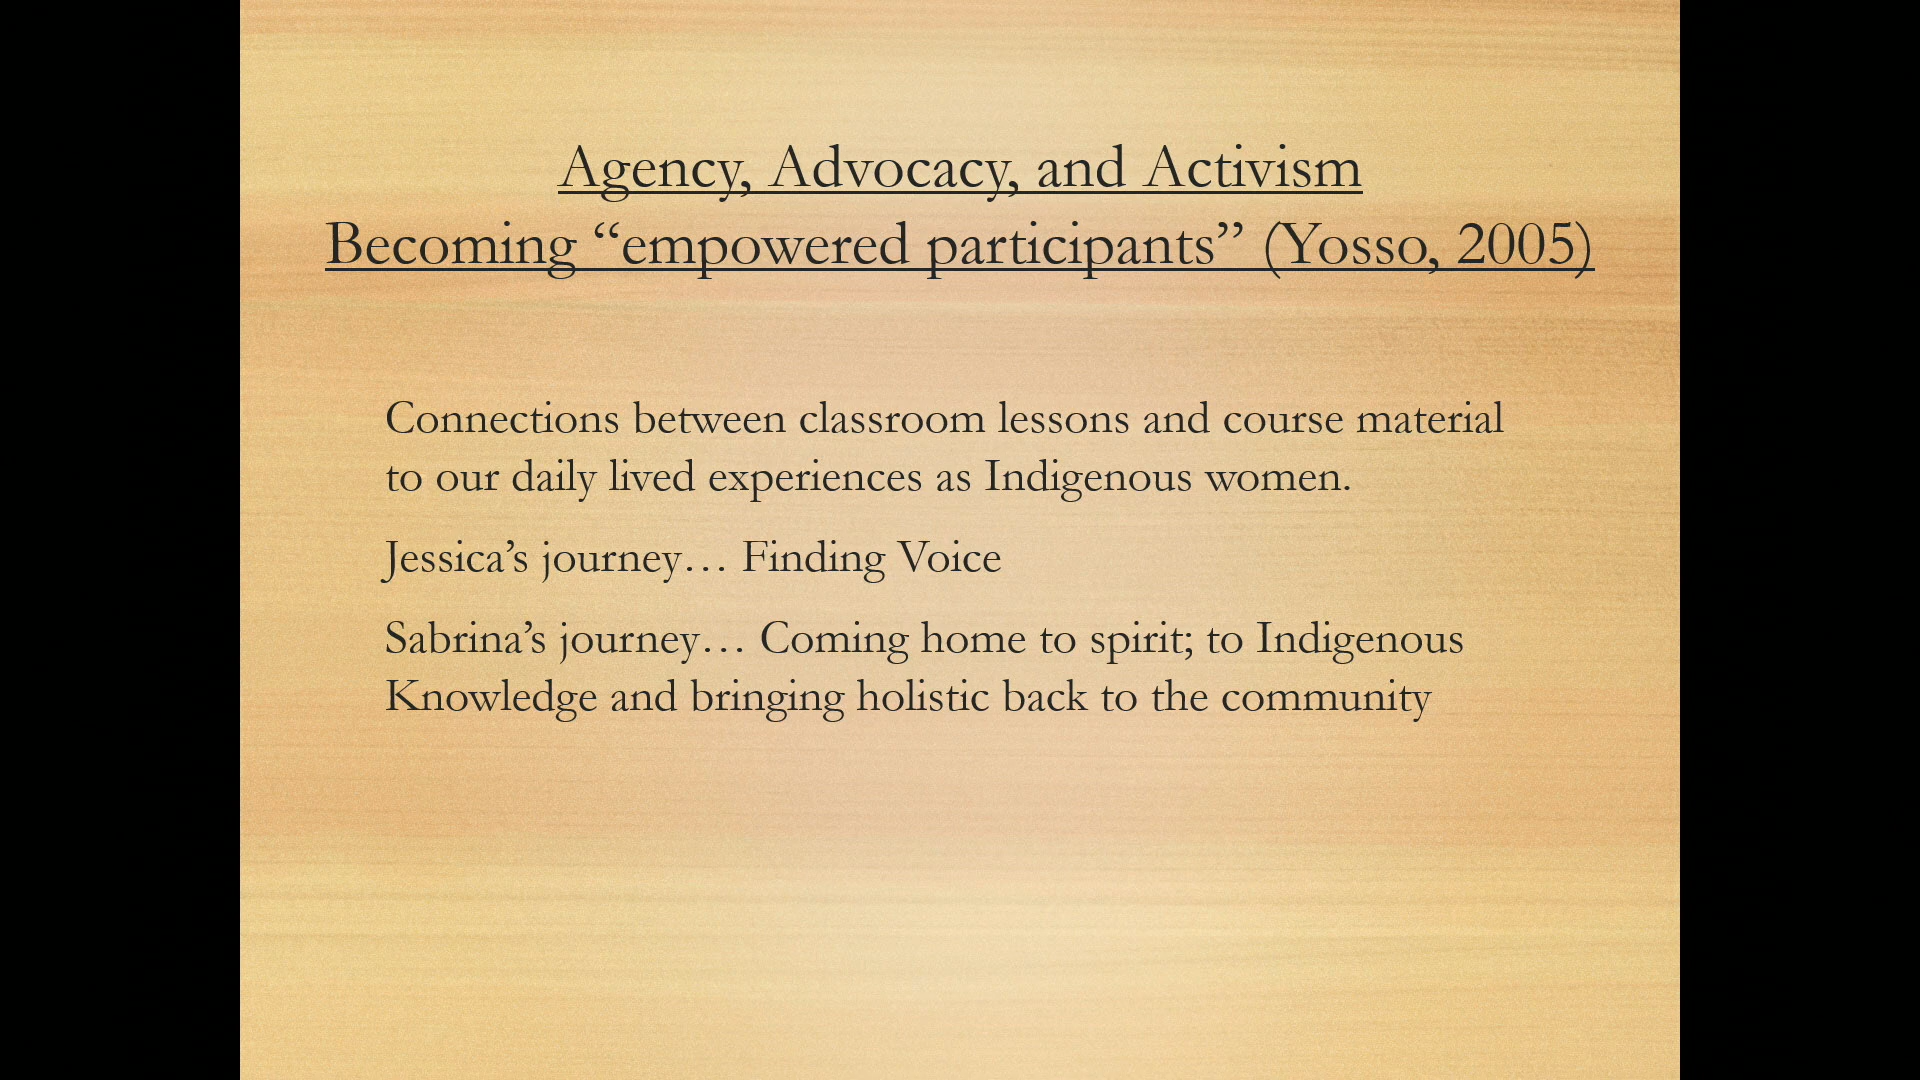 Agency, Advocacy, and Activism
Becoming “empowered participants” (Yosso, 2005)
Connections between classroom lessons and course material
to our daily lived experiences as Indigenous women.
Jessica’s journey… Finding Voice
Sabrina’s journey… Coming home to spirit; to Indigenous
Knowledge and bringing holistic back to the community